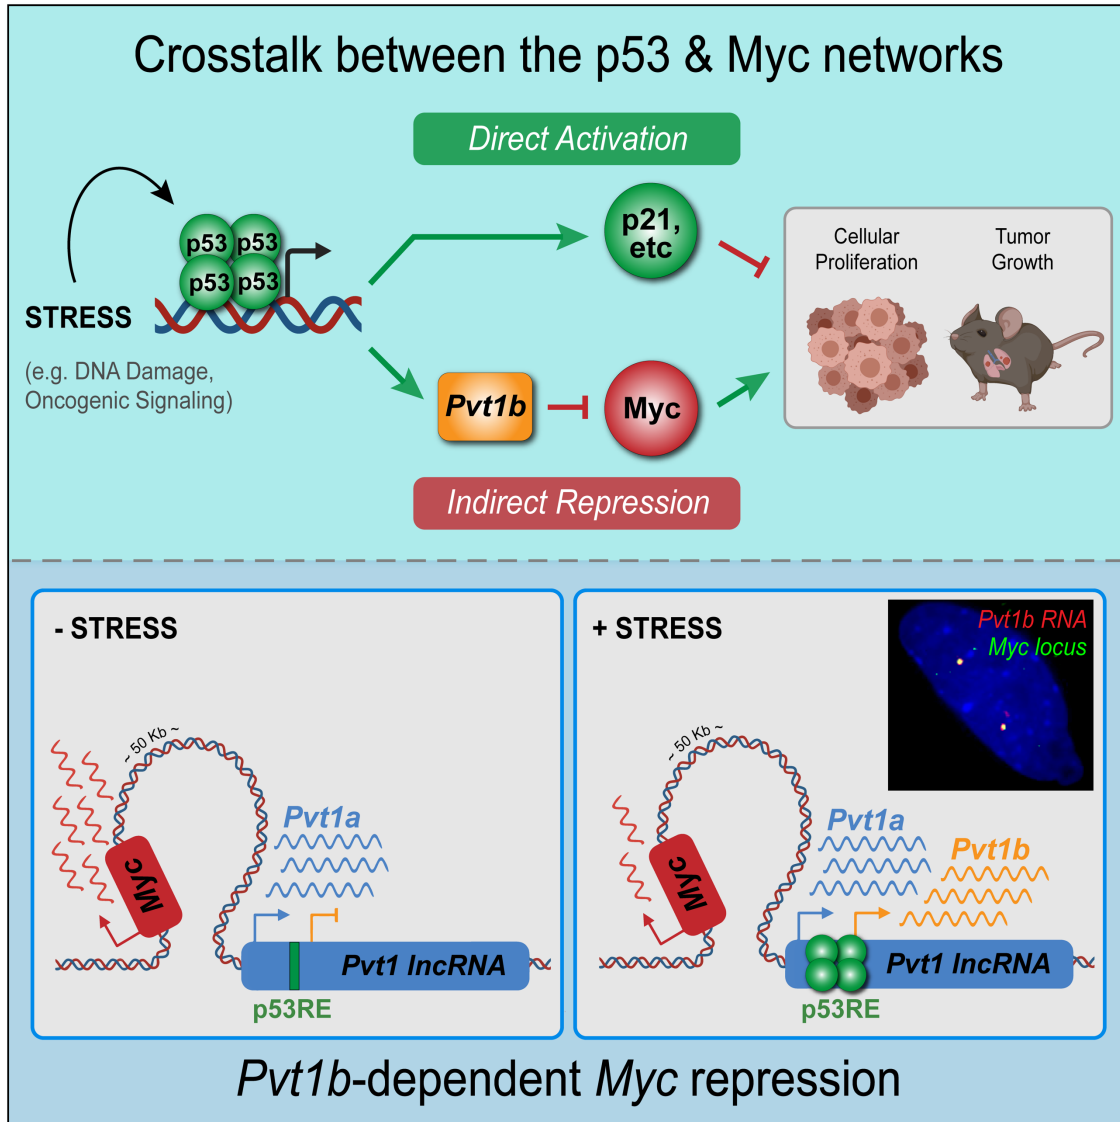 Crosstalk between the p53 & Myc networks
Direct Activation
p53 p53
p53 p53
STRESS
(e.g. DNA Damage,
Oncogenic Signaling)
p21,
etc
Pvt1b
Myc
Indirect Repression
Cellular
Proliferation
Tumor
Growth
- STRESS
~ 50 Kb ~
Myc
Pvt1a
Pvt1 lncRNA
p53RE
+ STRESS
Pvt1b RNA
Myc locus
~ 50 Kb ~
Myc
Pvt1a
Pvt1b
Pvt1 lncRNA
p53RE
Pvt1b-dependent Myc repression